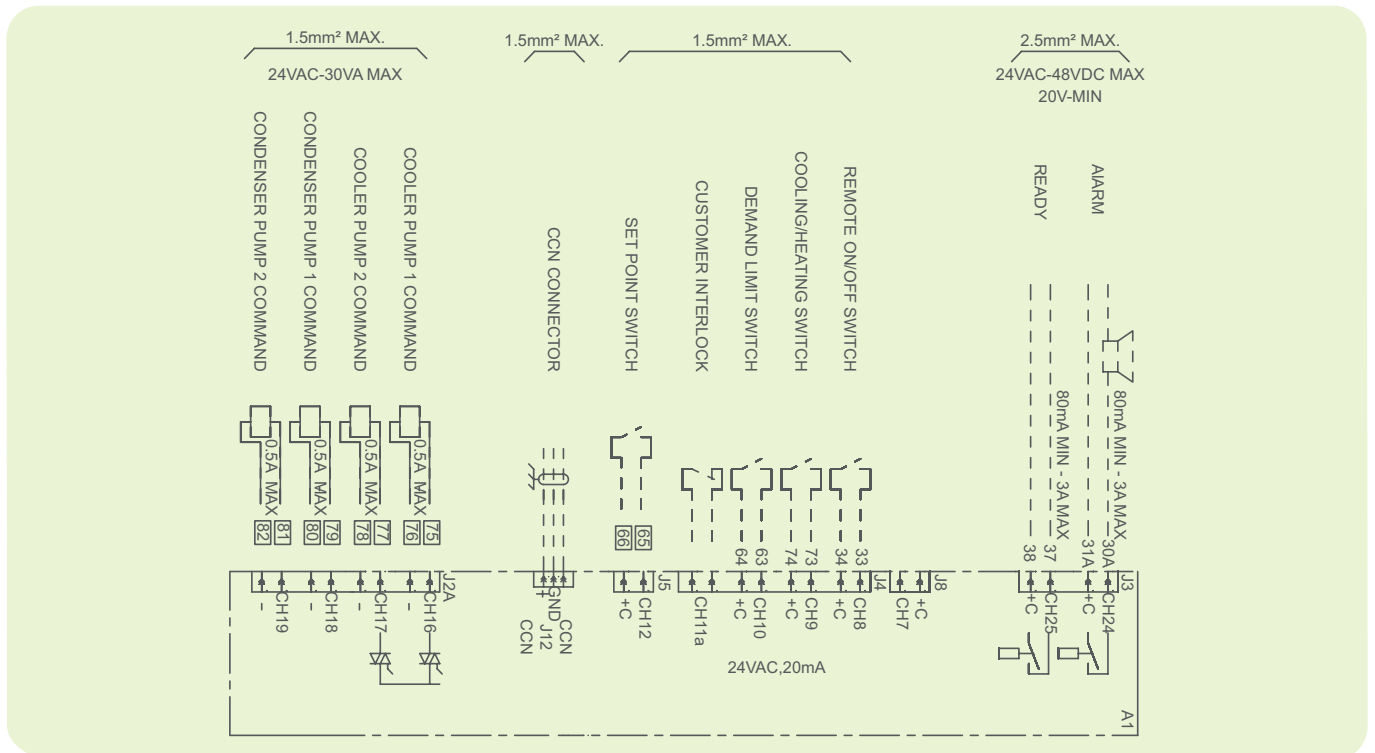 1.5mm² MAX.
1.5mm² MAX.
1.5mm² MAX.
2.5mm² MAX.
24VAC-30VA MAX
24VAC-48VDC MAX
20V-MIN
CONDENSER PUMP 2 COMMAND
CONDENSER PUMP 1 COMMAND
COOLER PUMP 2 COMMAND
COOLER PUMP 1 COMMAND
CCN CONNECTOR
SET POINT SWITCH
CUSTOMER INTERLOCK
DEMAND LIMIT SWITCH
COOLING/HEATING SWITCH
REMOTE ON/OFF SWITCH
READY
AlARM
0.5A MAX
0.5A MAX
0.5A MAX
0.5A MAX
80mA MIN - 3A MAX
80mA MIN - 3A MAX
82
81
80
79
78
77
76
75
66
65
64
63
74
73
34
33
38
37
31A
30A
J2A
J5
J4
J8
J3
-
CH19
-
CH18
-
CH17
-
CH16
+
GND
-
CCN
J12
CCN
+C
CH12
CH11a
+C
CH10
+C
CH9
+C
CH8
CH7
+C
+C
CH25
+C
CH24
24VAC,20mA
A1